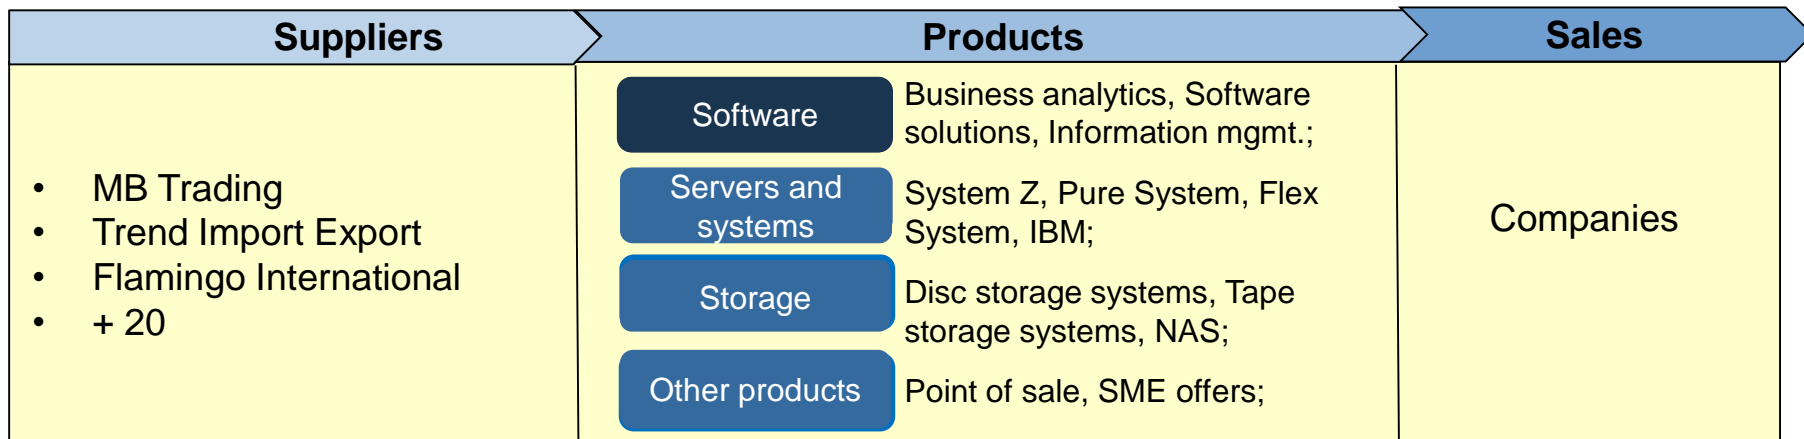 Suppliers
Products
Sales
• MB Trading
• Trend Import Export
• Flamingo International
• + 20
Software
Business analytics, Software
solutions, Information mgmt.;
Servers and
systems
System Z, Pure System, Flex
System, IBM;
Storage
Disc storage systems, Tape
storage systems, NAS;
Other products
Point of sale, SME offers;
Companies